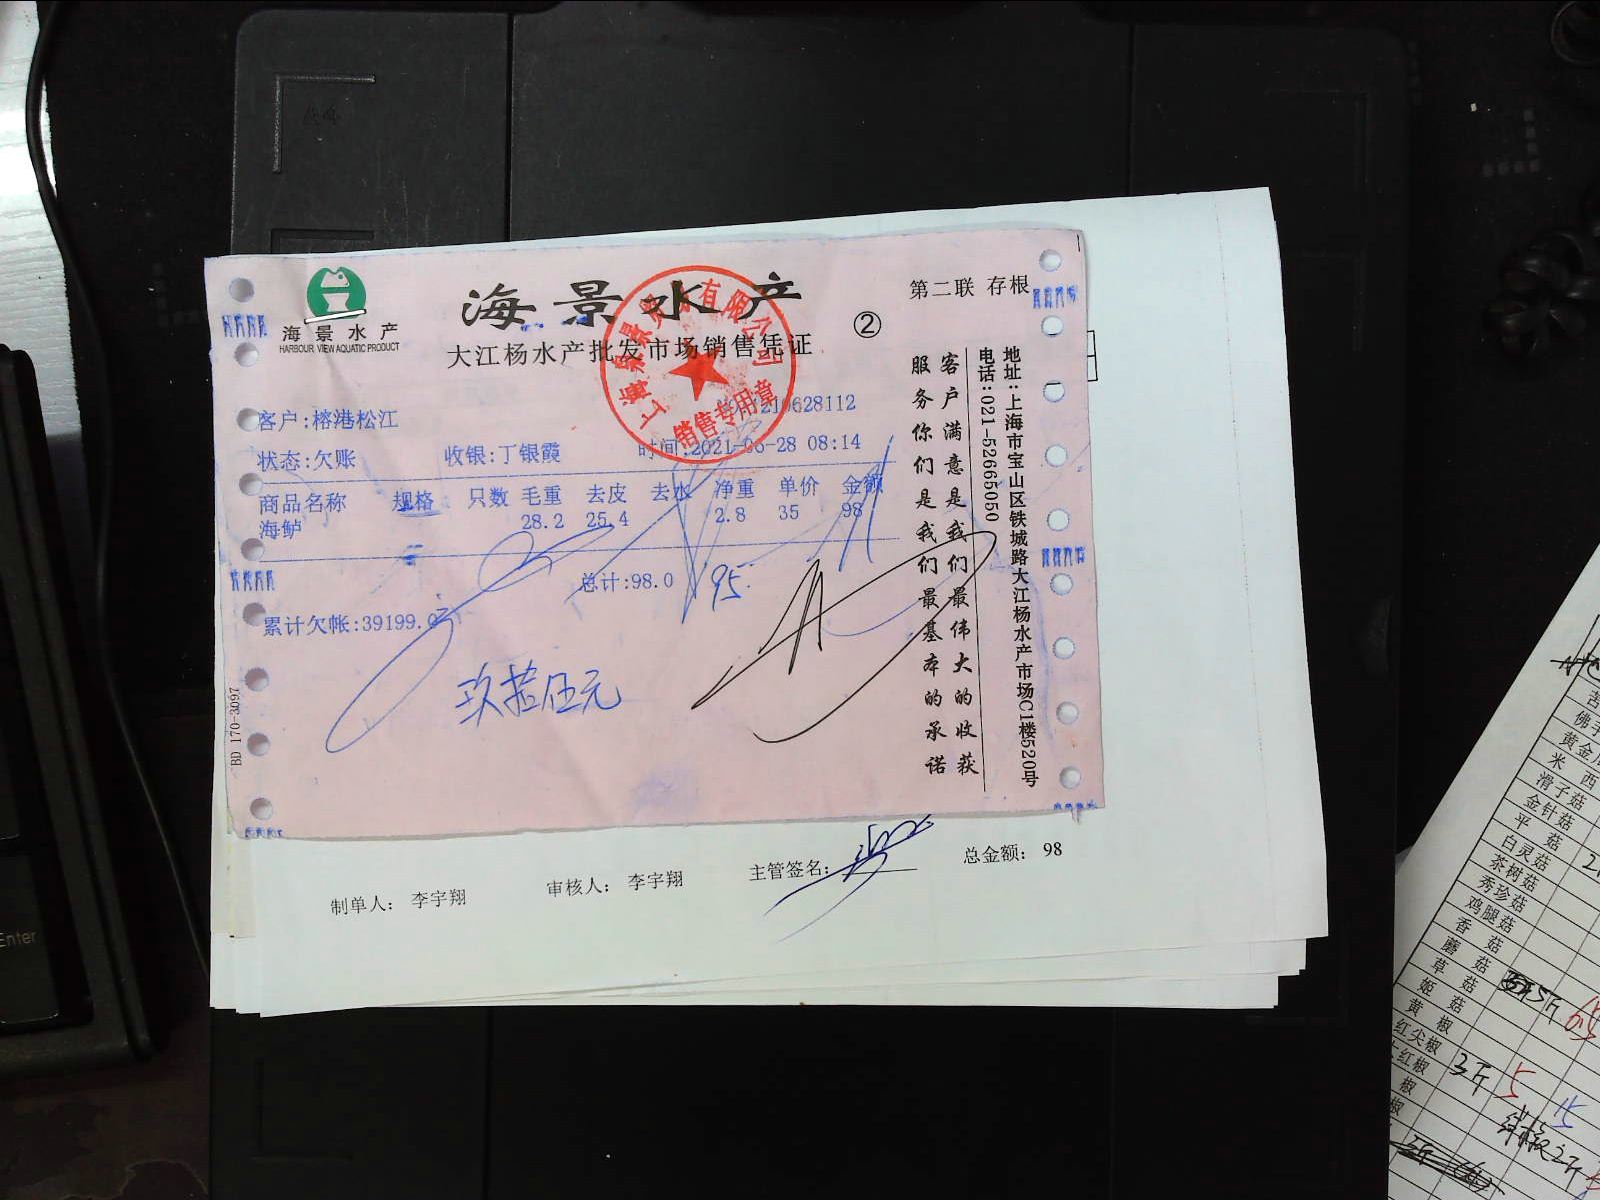 海景水产
HARBOUR VIEW AQUATIC PRODUCT
海景水产
大江杨水产批发市场销售凭证
②
第二联 存根
销售专用章
客户:榕港松江
210628112
状态:欠账 收银:丁银霞 时间:2021-06-28 08:14
商品名称 规格 只数 毛重 去皮 去水 净重 单价 金额
海鲈 28.2 25.4 2.8 35 98
总计:98.0 95.
累计欠帐:39199.0
玖拾伍元
BD 170-3097
地址:上海市宝山区铁城路大江杨水产市场C1楼520号
电话:021-52665050
客户满意是我们最伟大的收获
服务你们是我们最基本的承诺
制单人: 李宇翔 审核人: 李宇翔 主管签名: 总金额: 98
Enter
黄金
米 西
滑子菇
金针菇
平 菇
白灵菇
茶树菇
秀珍菇
鸡腿菇
香 菇
蘑 菇
草 菇
姬 菇
黄 椒
红尖椒
红椒 3斤 5 15
椒
椒